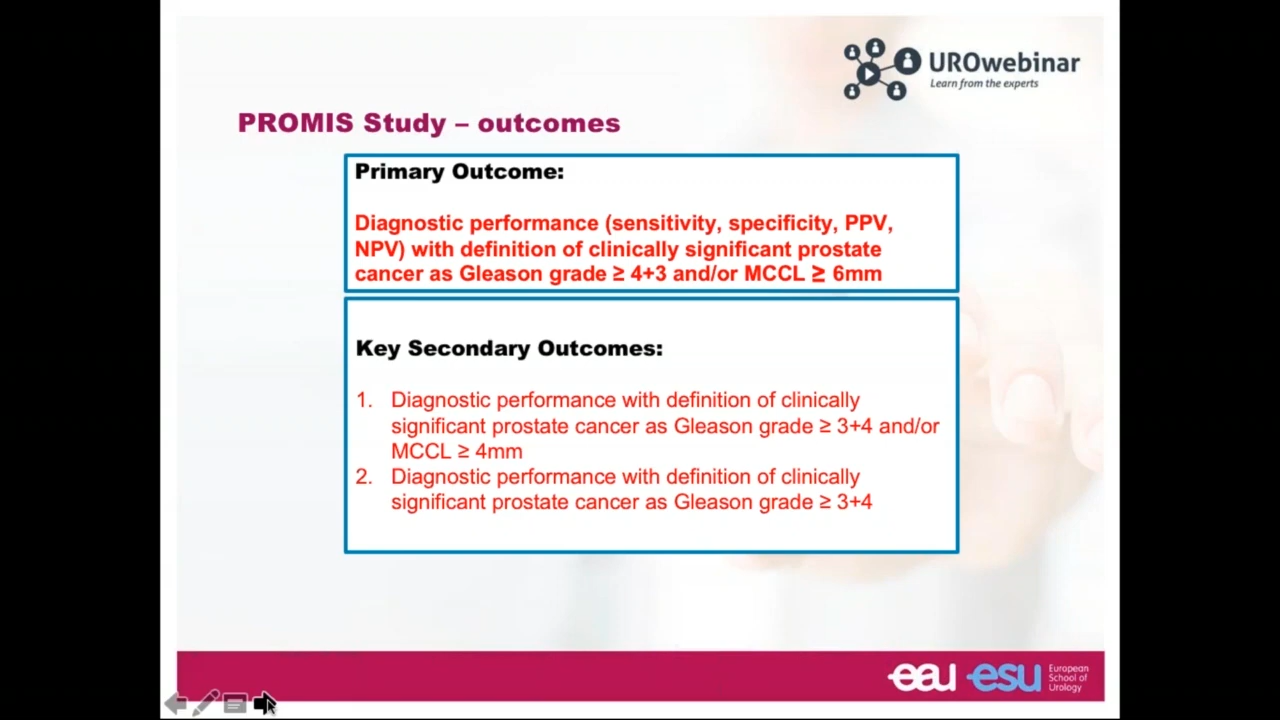 UROwebinar
Learn from the experts
PROMIS Study – outcomes
Primary Outcome:
Diagnostic performance (sensitivity, specificity, PPV,
NPV) with definition of clinically significant prostate
cancer as Gleason grade ≥ 4+3 and/or MCCL ≥ 6mm
Key Secondary Outcomes:
1. Diagnostic performance with definition of clinically
significant prostate cancer as Gleason grade ≥ 3+4 and/or
MCCL ≥ 4mm
2. Diagnostic performance with definition of clinically
significant prostate cancer as Gleason grade ≥ 3+4
eau esu
European
School of
Urology